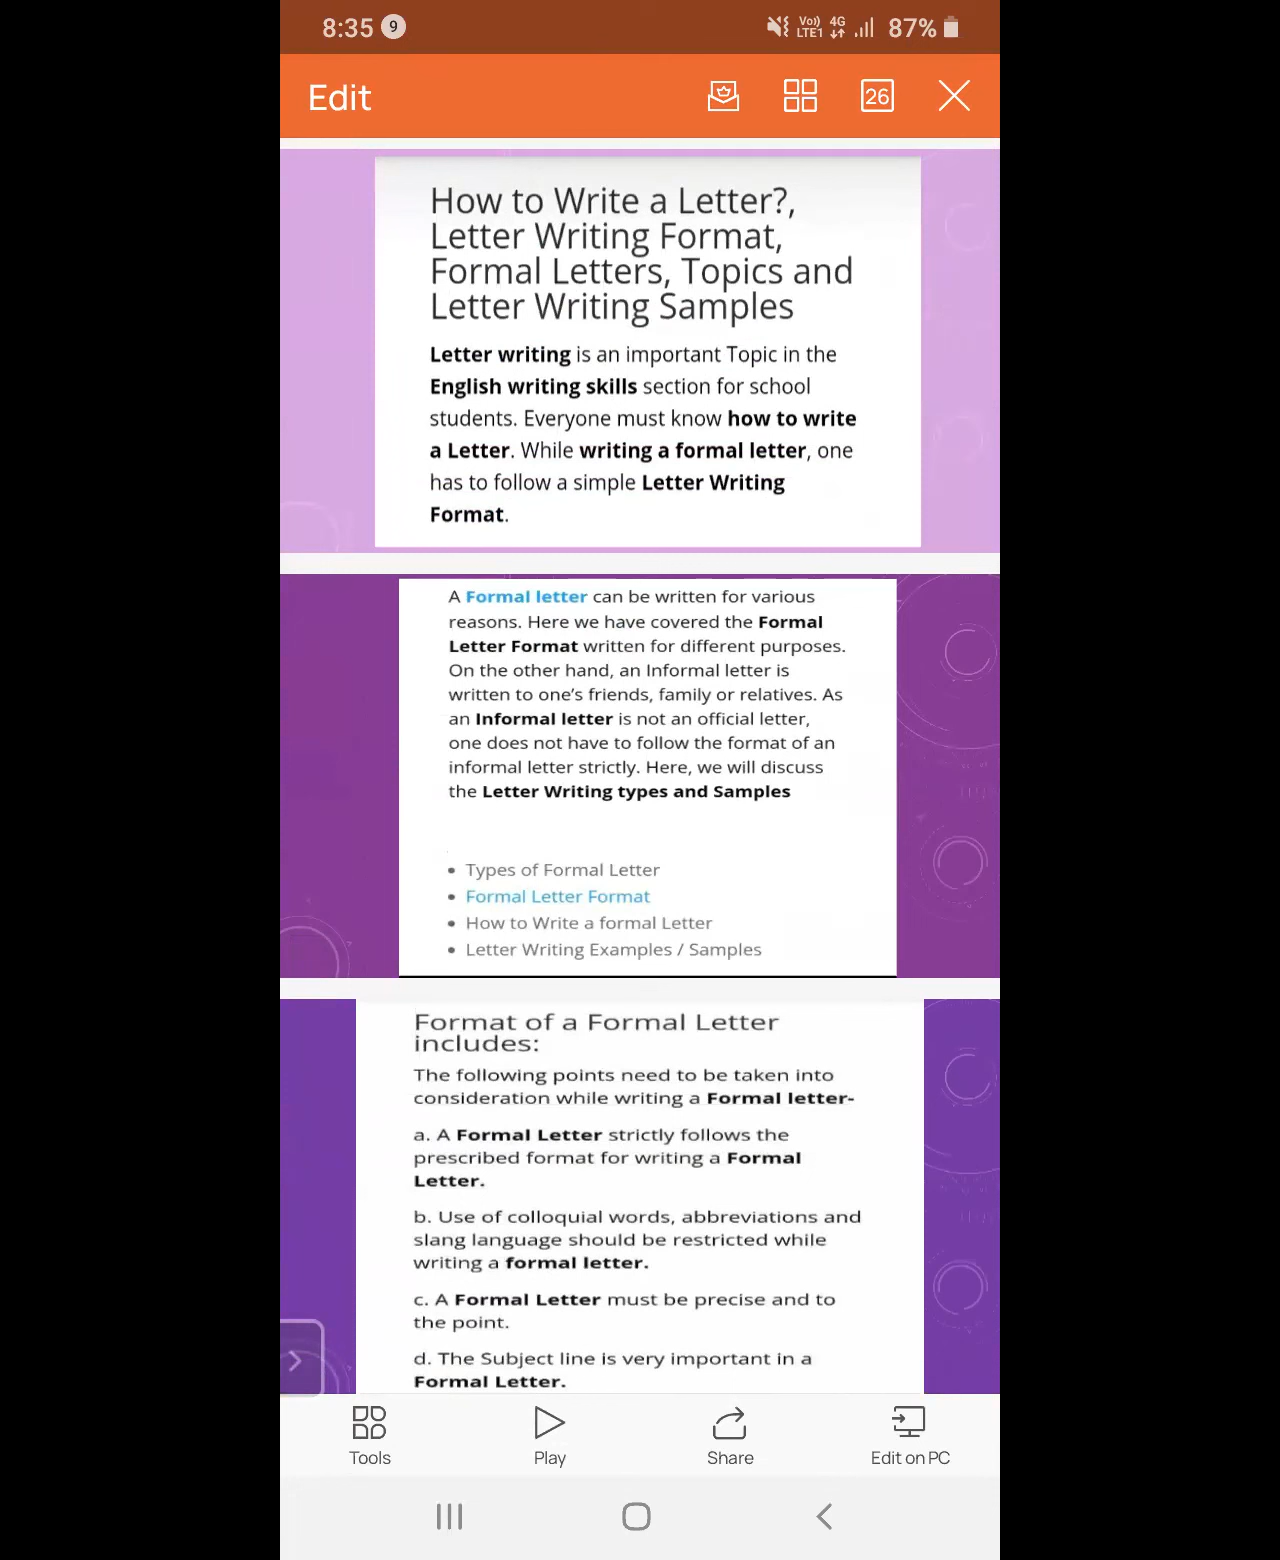 8:35 9 Vo)) LTE1 4G 87%
Edit 26
How to Write a Letter?,
Letter Writing Format,
Formal Letters, Topics and
Letter Writing Samples
Letter writing is an important Topic in the
English writing skills section for school
students. Everyone must know how to write
a Letter. While writing a formal letter, one
has to follow a simple Letter Writing
Format.
A Formal letter can be written for various
reasons. Here we have covered the Formal
Letter Format written for different purposes.
On the other hand, an Informal letter is
written to one’s friends, family or relatives. As
an Informal letter is not an official letter,
one does not have to follow the format of an
informal letter strictly. Here, we will discuss
the Letter Writing types and Samples
• Types of Formal Letter
• Formal Letter Format
• How to Write a formal Letter
• Letter Writing Examples / Samples
Format of a Formal Letter
includes:
The following points need to be taken into
consideration while writing a Formal letter-
a. A Formal Letter strictly follows the
prescribed format for writing a Formal
Letter.
b. Use of colloquial words, abbreviations and
slang language should be restricted while
writing a formal letter.
c. A Formal Letter must be precise and to
the point.
d. The Subject line is very important in a
Formal Letter.
Tools Play Share Edit on PC